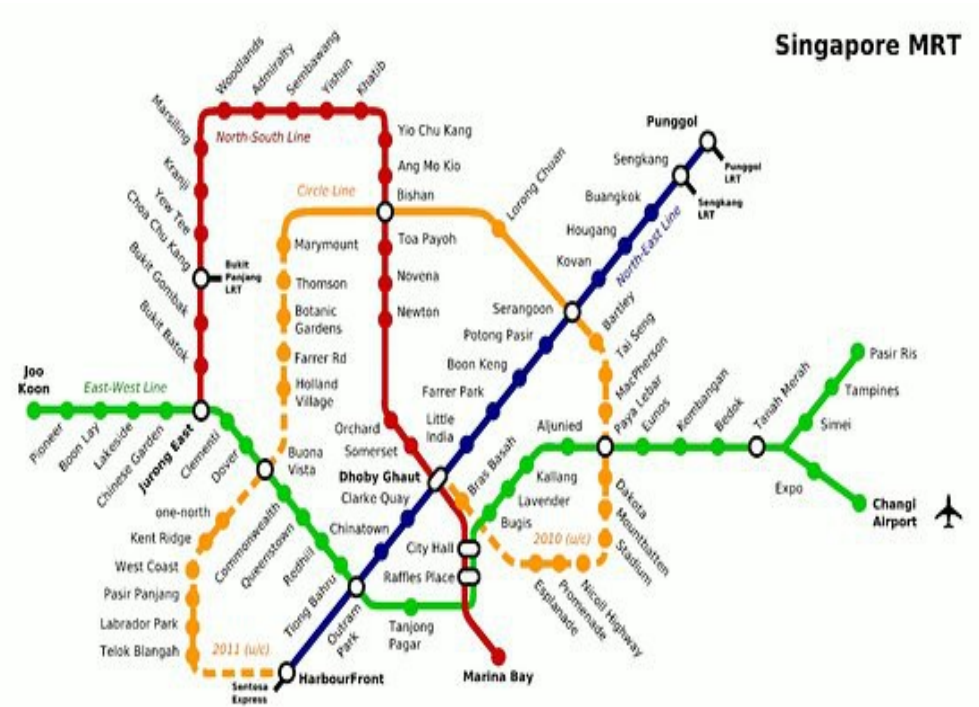 Singapore MRT
Woodlands
Admiralty
Sembawang
Yishun
Khatib
Marsiling
North-South Line
Kranji
Yew Tee
Choa Chu Kang
Bukit
Panjang
LRT
Bukit Gombak
Bukit Batok
Yio Chu Kang
Ang Mo Kio
Bishan
Circle Line
Toa Payoh
Novena
Newton
Lorong Chuan
Punggol
Punggol
LRT
Sengkang
Sengkang
LRT
Buangkok
Hougang
North-East Line
Kovan
Serangoon
Potong Pasir
Boon Keng
Farrer Park
Little
India
Marymount
Thomson
Botanic
Gardens
Farrer Rd
Holland
Village
Buona
Vista
Bartley
Tai Seng
MacPherson
Paya Lebar
Eunos
Kembangan
Bedok
Tanah Merah
Pasir Ris
Tampines
Simei
Expo
Changi
Airport
Joo
Koon
East-West Line
Pioneer
Boon Lay
Lakeside
Chinese Garden
Jurong East
Clementi
Dover
Orchard
Somerset
Dhoby Ghaut
Clarke Quay
Chinatown
Bras Basah
Aljunied
Kallang
Lavender
Bugis
City Hall
Raffles Place
2010 (u/c)
Dakota
Mountbatten
Stadium
Nicoll Highway
Promenade
Esplanade
one-north
Kent Ridge
West Coast
Pasir Panjang
Labrador Park
Telok Blangah
2011 (u/c)
Commonwealth
Queenstown
Redhill
Tiong Bahru
Outram
Park
Tanjong
Pagar
Marina Bay
HarbourFront
Sentosa
Express